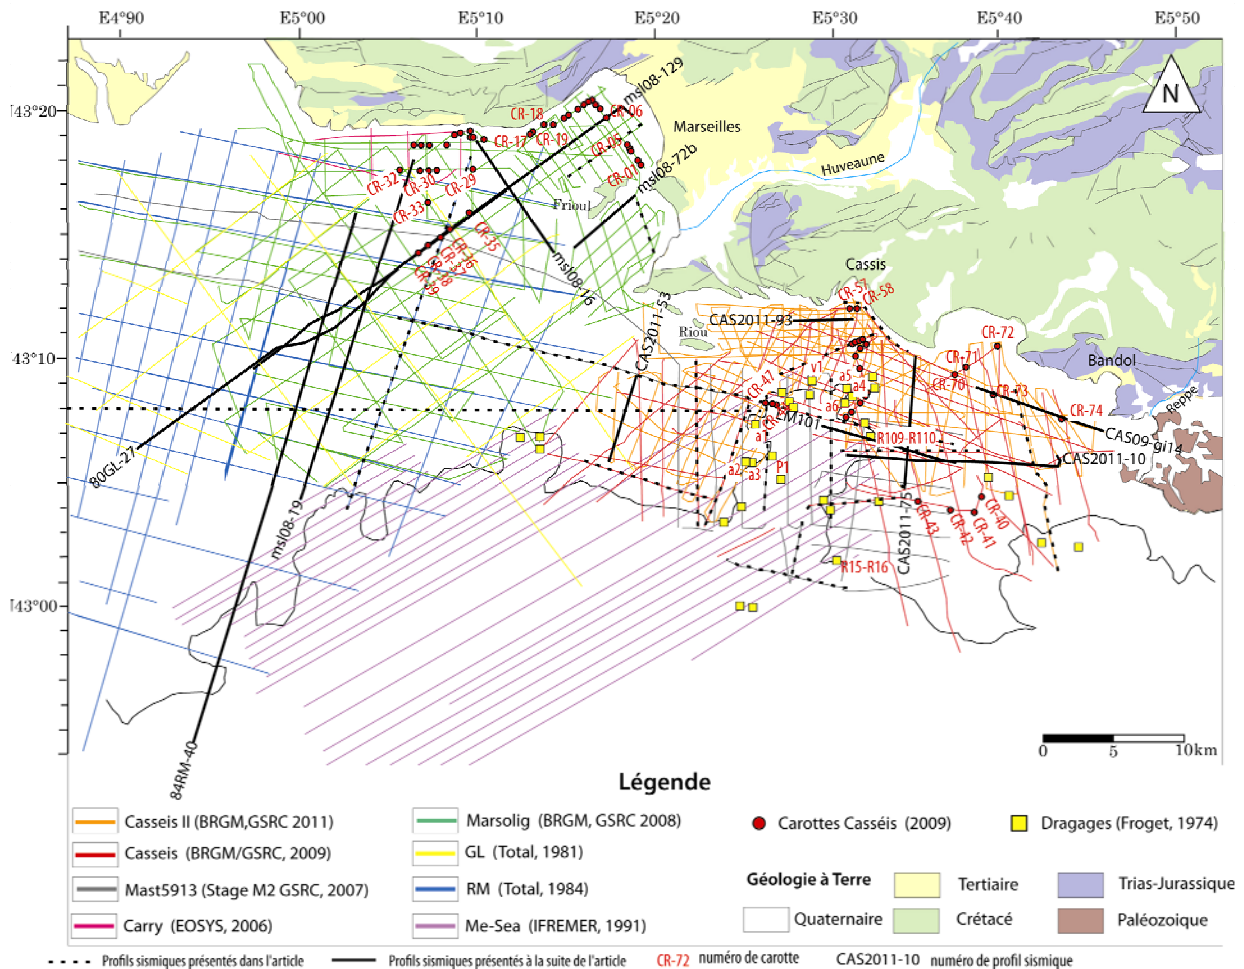 E4°90 E5°00 E5°10 E5°20 E5°30 E5°40 E5°50
N
43°20
43°10
43°00
msl08-129
CR-18
CR-06
CR-17
CR-19
Marseilles
CR-05
CR-01
msl08-72b
Huveaune
CR-32
CR-30
CR-29
CR-33
Frioul
CR-35
msl08-16
Cassis
CR-57
CR-58
CAS2011-53
CAS2011-93
Riou
CR-72
CR-71
CR-70
Bandol
CR-73
Reppe
CR-47
v1
a5
a4
a6
CR-74
M101
R109-R110
CAS09-gi14
CAS2011-10
a2
a3
P1
80GL-27
msl08-19
CAS2011-75
CR-43
CR-42
CR-41
CR-40
R15-R16
84RM-40
0 5 10km
Légende
Casseis II (BRGM,GSRC 2011)
Marsolig (BRGM, GSRC 2008)
Carottes Casséis (2009)
Dragages (Froget, 1974)
Casseis (BRGM/GSRC, 2009)
GL (Total, 1981)
Mast5913 (Stage M2 GSRC, 2007)
RM (Total, 1984)
Géologie à Terre
Tertiaire
Trias-Jurassique
Carry (EOSYS, 2006)
Me-Sea (IFREMER, 1991)
Quaternaire
Crétacé
Paléozoique
Profils sismiques présentés dans l'article
Profils sismiques présentés à la suite de l'article
CR-72 numéro de carotte
CAS2011-10 numéro de profil sismique